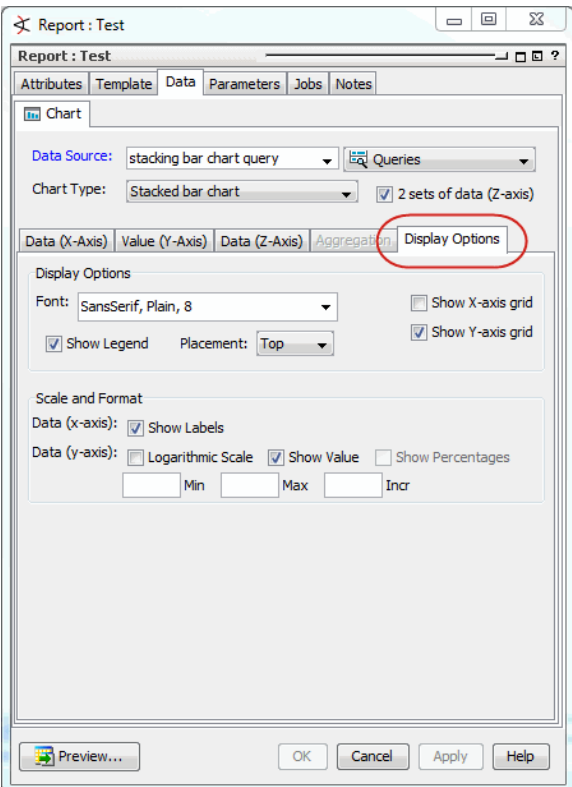 Report : Test
Report : Test ?
Attributes Template Data Parameters Jobs Notes
Chart
Data Source: stacking bar chart query Queries
Chart Type: Stacked bar chart 2 sets of data (Z-axis)
Data (X-Axis) Value (Y-Axis) Data (Z-Axis) Aggregation Display Options
Display Options
Font: SansSerif, Plain, 8 Show X-axis grid
Show Legend Placement: Top Show Y-axis grid
Scale and Format
Data (x-axis): Show Labels
Data (y-axis): Logarithmic Scale Show Value Show Percentages
Min Max Incr
Preview... OK Cancel Apply Help